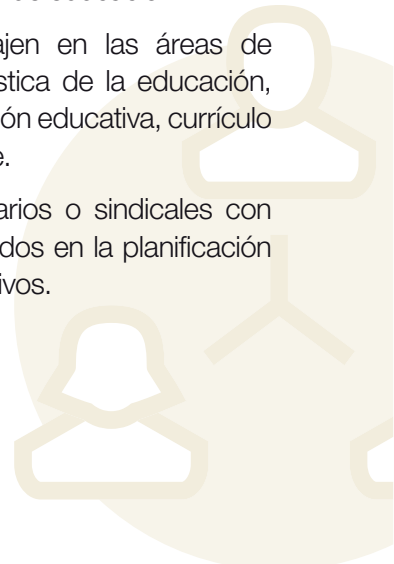 ajen en las áreas de
stica de la educación,
ón educativa, currículo
e.
arios o sindicales con
dos en la planificación
ivos.